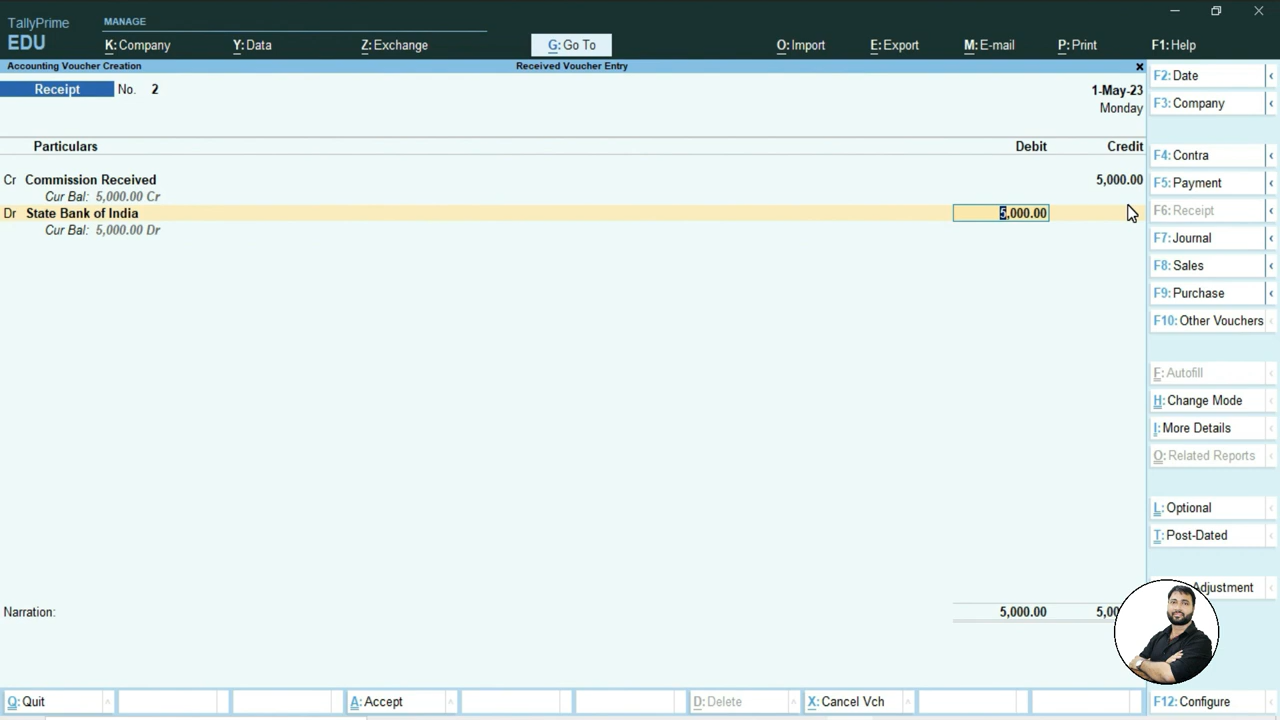 TallyPrime
EDU
MANAGE
K: Company
Y: Data
Z: Exchange
G: Go To
O: Import
E: Export
M: E-mail
P: Print
F1: Help
Accounting Voucher Creation
Received Voucher Entry
Receipt No. 2
1-May-23
Monday
Particulars Debit Credit
Cr Commission Received 5,000.00
Cur Bal: 5,000.00 Cr
Dr State Bank of India 5,000.00
Cur Bal: 5,000.00 Dr
Narration: 5,000.00
F2: Date
F3: Company
F4: Contra
F5: Payment
F6: Receipt
F7: Journal
F8: Sales
F9: Purchase
F10: Other Vouchers
F: Autofill
H: Change Mode
I: More Details
O: Related Reports
L: Optional
T: Post-Dated
Adjustment
Q: Quit
A: Accept
D: Delete
X: Cancel Vch
F12: Configure